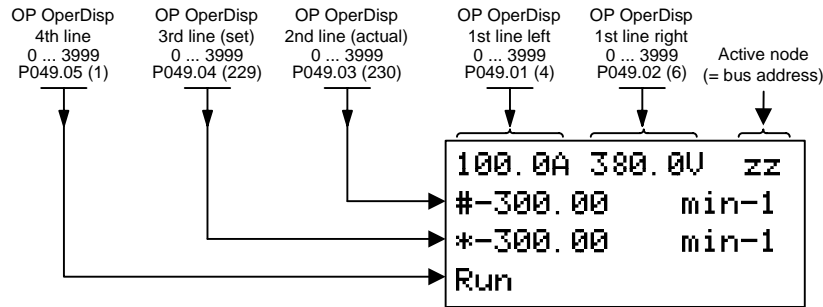 OP OperDisp
4th line
0 ... 3999
P049.05 (1)
OP OperDisp
3rd line (set)
0 ... 3999
P049.04 (229)
OP OperDisp
2nd line (actual)
0 ... 3999
P049.03 (230)
OP OperDisp
1st line left
0 ... 3999
P049.01 (4)
OP OperDisp
1st line right
0 ... 3999
P049.02 (6)
Active node
(= bus address)
100.0A 380.0V zz
#-300.00 min-1
*-300.00 min-1
Run